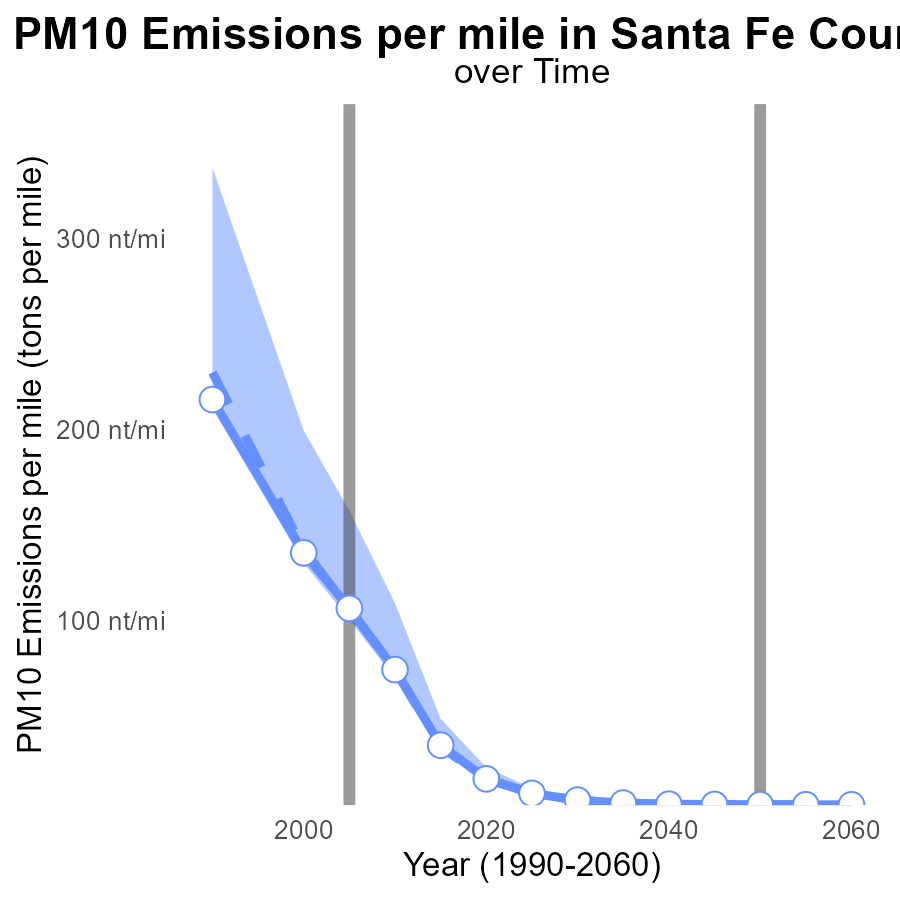 PM10 Emissions per mile in Santa Fe Cour
over Time
PM10 Emissions per mile (tons per mile)
300 nt/mi
200 nt/mi
100 nt/mi
2000 2020 2040 2060
Year (1990-2060)